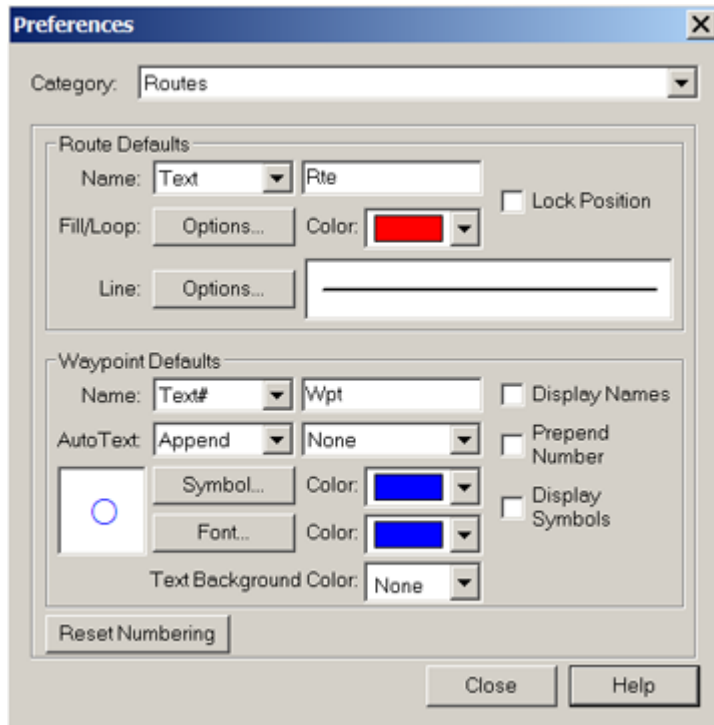 Preferences
Category: Routes
Route Defaults
Name: Text Rte
Lock Position
Fill/Loop: Options... Color:
Line: Options...
Waypoint Defaults
Name: Text# Wpt Display Names
AutoText: Append None Prepend
Number
Symbol... Color: Display
Symbols
Font... Color:
Text Background Color: None
Reset Numbering
Close Help